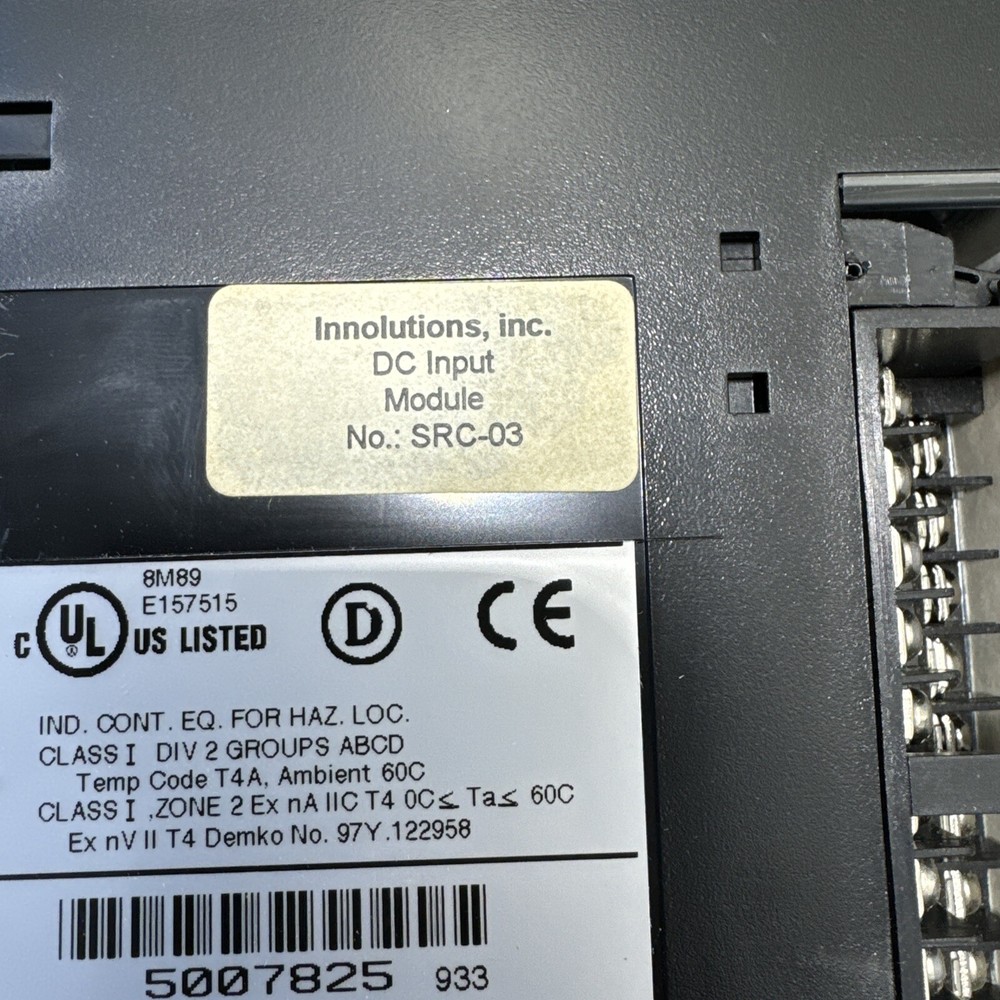 Innolutions, inc.
DC Input
Module
No.: SRC-03
8M89
E157515
C UL ® US LISTED
D
CE
IND. CONT. EQ. FOR HAZ. LOC.
CLASS I DIV 2 GROUPS ABCD
Temp Code T4A, Ambient 60C
CLASS I ,ZONE 2 Ex nA IIC T4 0C≤ Ta≤ 60C
Ex nV II T4 Demko No. 97Y.122958
5007825 933